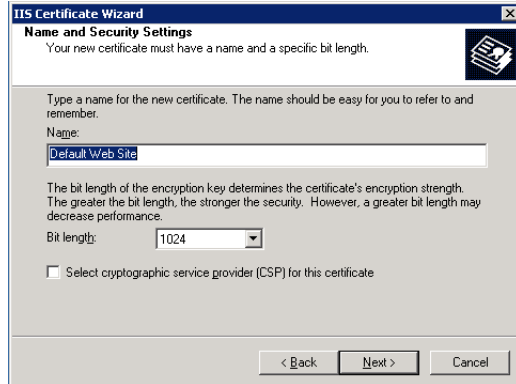 IIS Certificate Wizard
Name and Security Settings
Your new certificate must have a name and a specific bit length.
Type a name for the new certificate. The name should be easy for you to refer to and
remember.
Name:
Default Web Site
The bit length of the encryption key determines the certificate's encryption strength.
The greater the bit length, the stronger the security. However, a greater bit length may
decrease performance.
Bit length: 1024
Select cryptographic service provider (CSP) for this certificate
< Back Next > Cancel